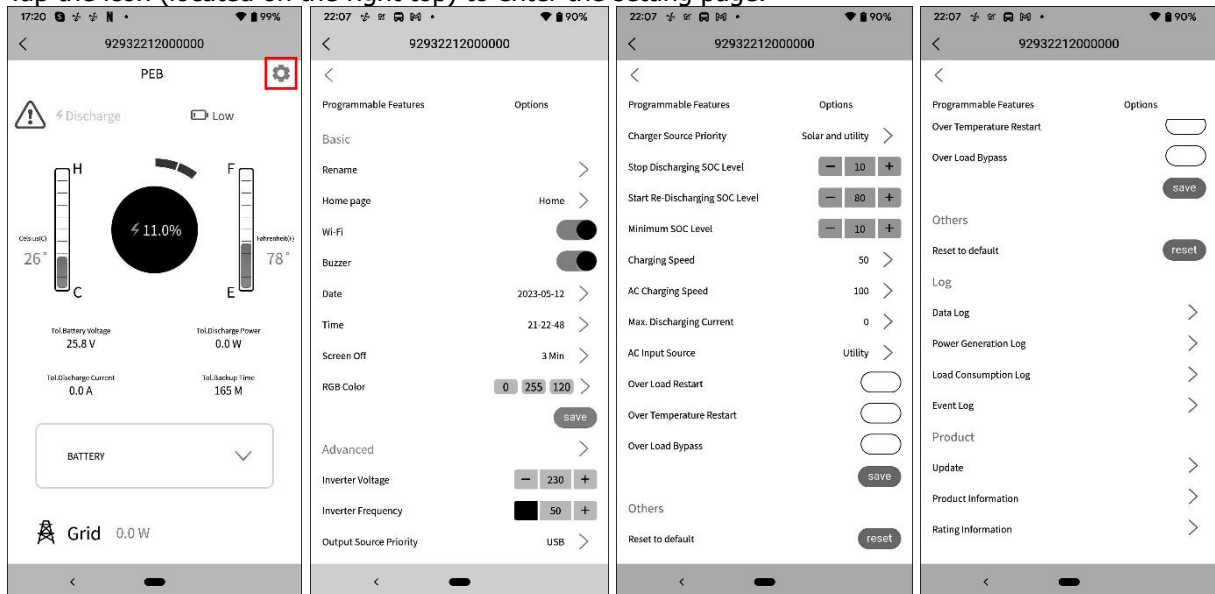 Tap the icon (located on the right top) to enter the setting page.
17:20 99%
92932212000000
PEB
Discharge Low
H F
11.0%
Celsius(C) Fahrenheit(F)
26° 78°
C E
Tol.Battery Voltage Tol.Discharge Power
25.8 V 0.0 W
Tol.Discharge Current Tol.Backup Time
0.0 A 165 M
BATTERY
Grid 0.0 W
22:07 90%
92932212000000
Programmable Features Options
Basic
Rename
Home page Home
Wi-Fi
Buzzer
Date 2023-05-12
Time 21-22-48
Screen Off 3 Min
RGB Color 0 255 120
save
Advanced
Inverter Voltage − 230 +
Inverter Frequency 50 +
Output Source Priority USB
22:07 90%
92932212000000
Programmable Features Options
Charger Source Priority Solar and utility
Stop Discharging SOC Level − 10 +
Start Re-Discharging SOC Level − 80 +
Minimum SOC Level − 10 +
Charging Speed 50
AC Charging Speed 100
Max. Discharging Current 0
AC Input Source Utility
Over Load Restart
Over Temperature Restart
Over Load Bypass
save
Others
Reset to default reset
22:07 90%
92932212000000
Programmable Features Options
Over Temperature Restart
Over Load Bypass
save
Others
Reset to default reset
Log
Data Log
Power Generation Log
Load Consumption Log
Event Log
Product
Update
Product Information
Rating Information